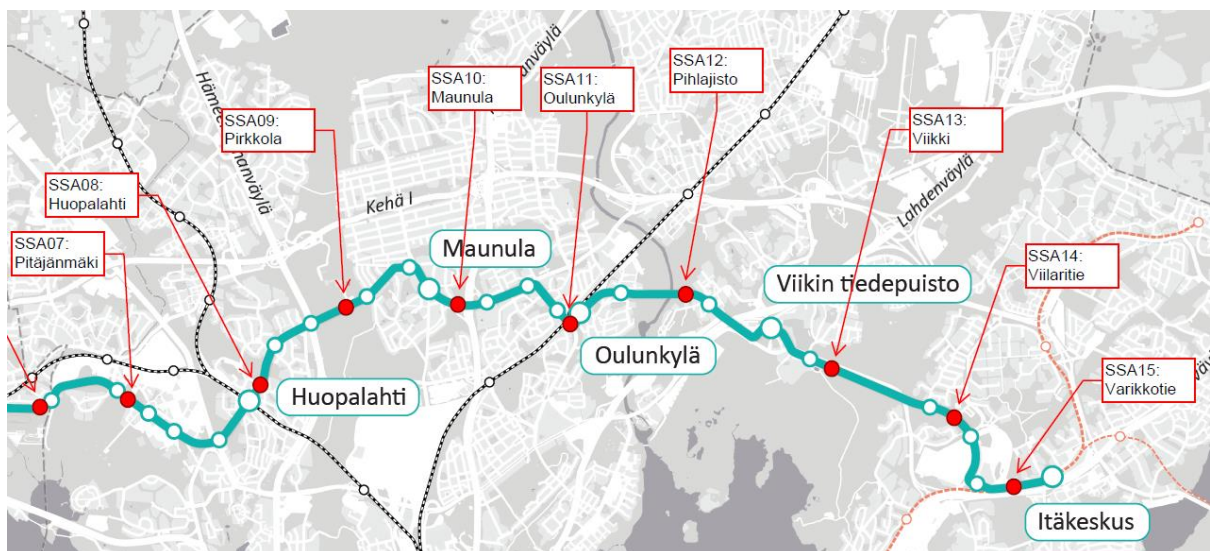 SSA07:
Pitäjänmäki
SSA08:
Huopalahti
SSA09:
Pirkkola
SSA10:
Maunula
SSA11:
Oulunkylä
SSA12:
Pihlajisto
SSA13:
Viikki
SSA14:
Viilaritie
SSA15:
Varikkotie
Kehä I
Lahdenväylä
Maunula
Viikin tiedepuisto
Oulunkylä
Huopalahti
Itäkeskus